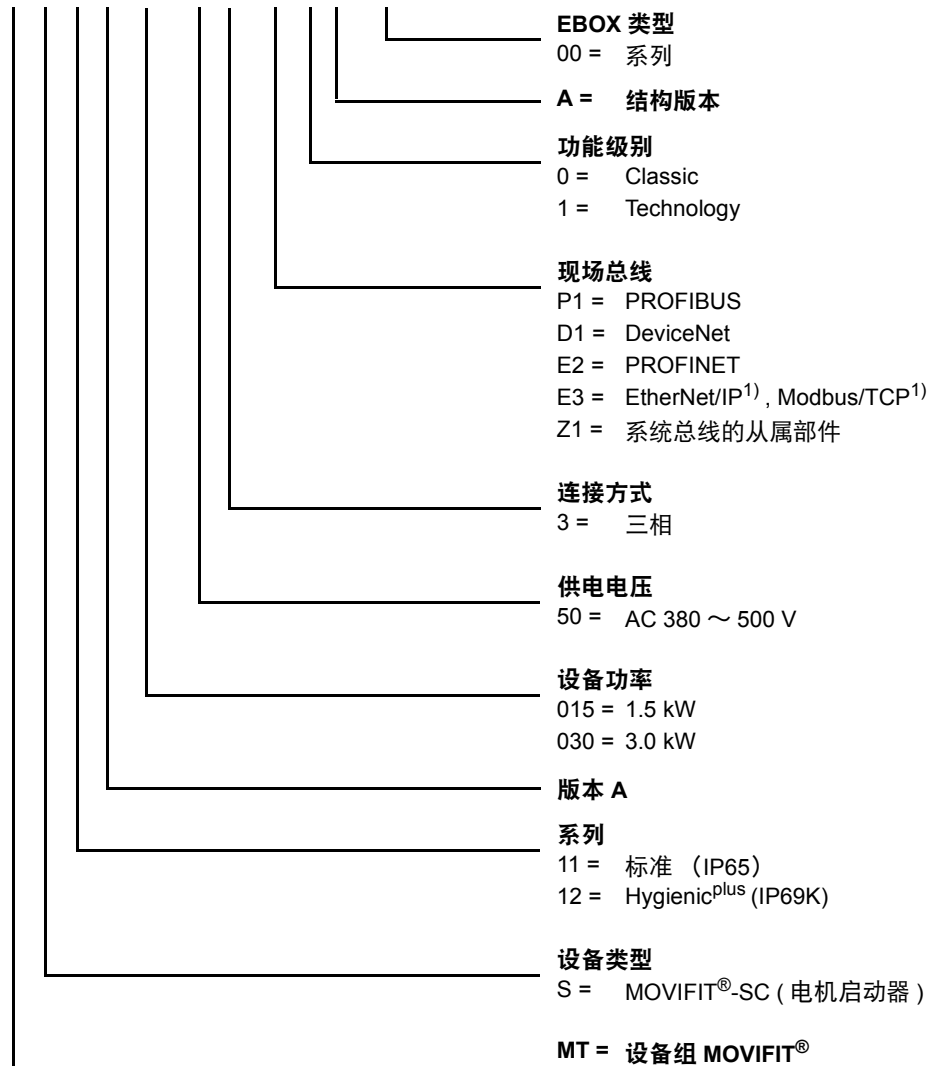 EBOX 类型
00 = 系列
A = 结构版本
功能级别
0 = Classic
1 = Technology
现场总线
P1 = PROFIBUS
D1 = DeviceNet
E2 = PROFINET
E3 = EtherNet/IP1) , Modbus/TCP1)
Z1 = 系统总线的从属部件
连接方式
3 = 三相
供电电压
50 = AC 380 ～ 500 V
设备功率
015 = 1.5 kW
030 = 3.0 kW
版本 A
系列
11 = 标准 （IP65）
12 = Hygienicplus (IP69K)
设备类型
S = MOVIFIT®-SC ( 电机启动器 )
MT = 设备组 MOVIFIT®